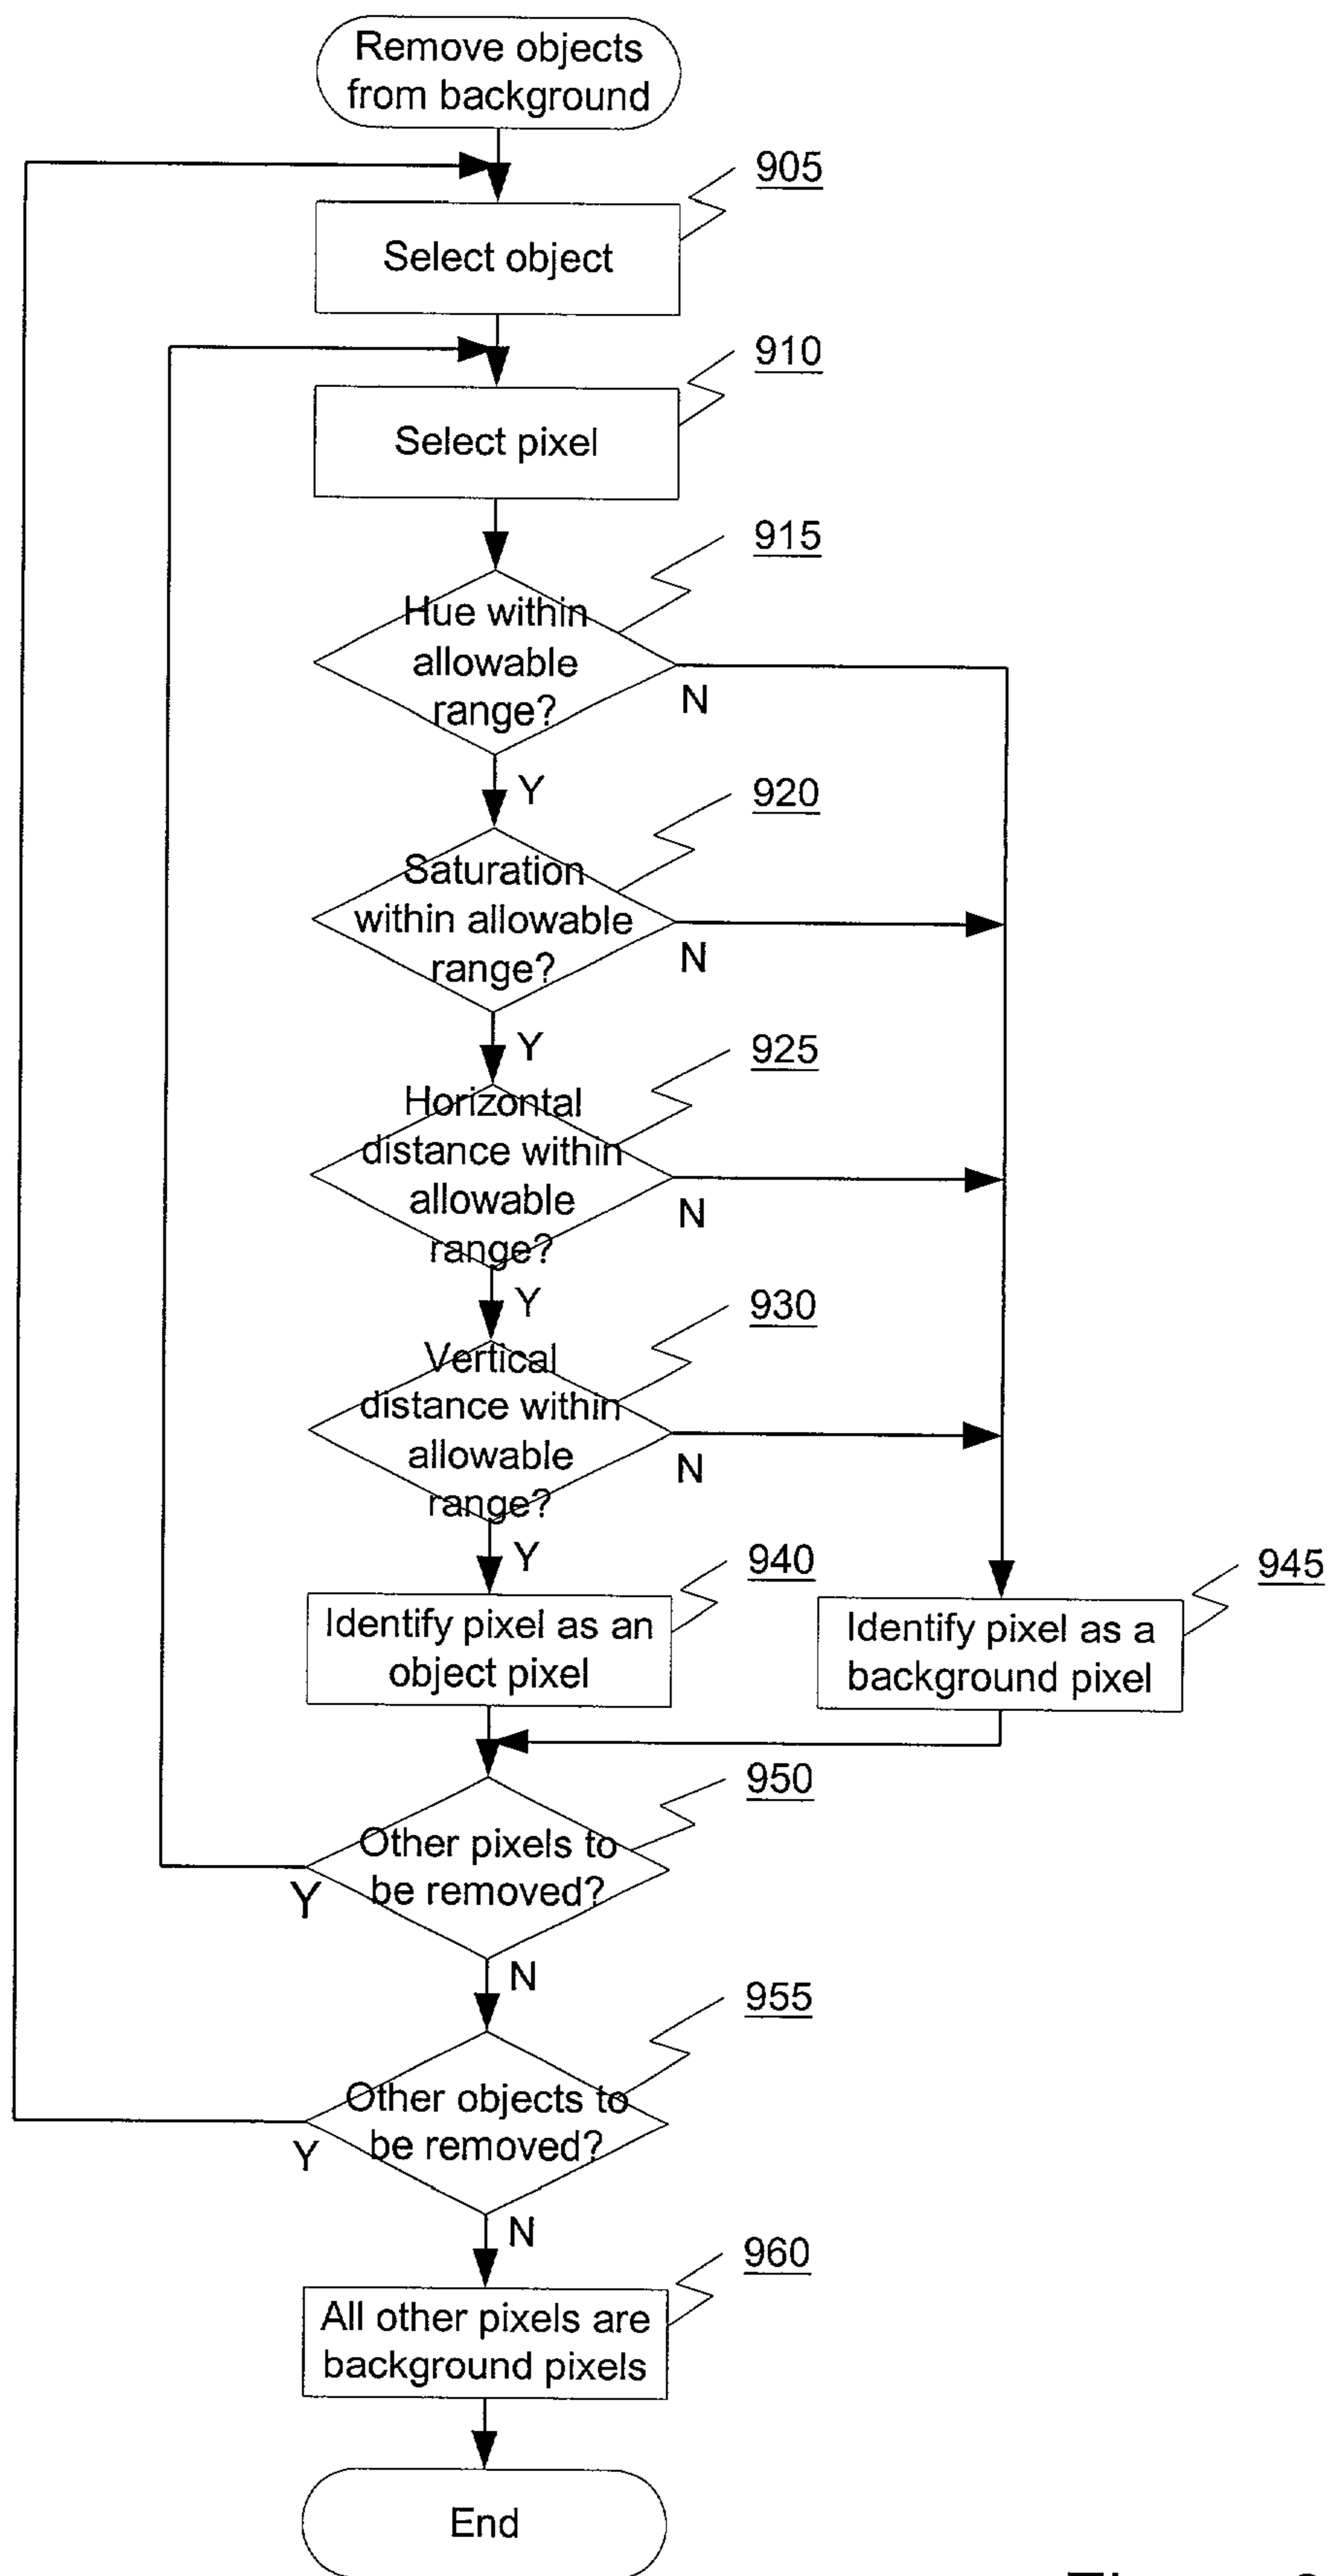 Remove objects
from background
905
Select object
910
Select pixel
915
Hue within
allowable
range?
N
Y
920
Saturation
within allowable
range?
N
Y
925
Horizontal
distance within
allowable
range?
N
Y
930
Vertical
distance within
allowable
range?
N
Y
940
945
Identify pixel as an
object pixel
Identify pixel as a
background pixel
950
Other pixels to
be removed?
Y
N
955
Other objects to
be removed?
Y
N
960
All other pixels are
background pixels
End